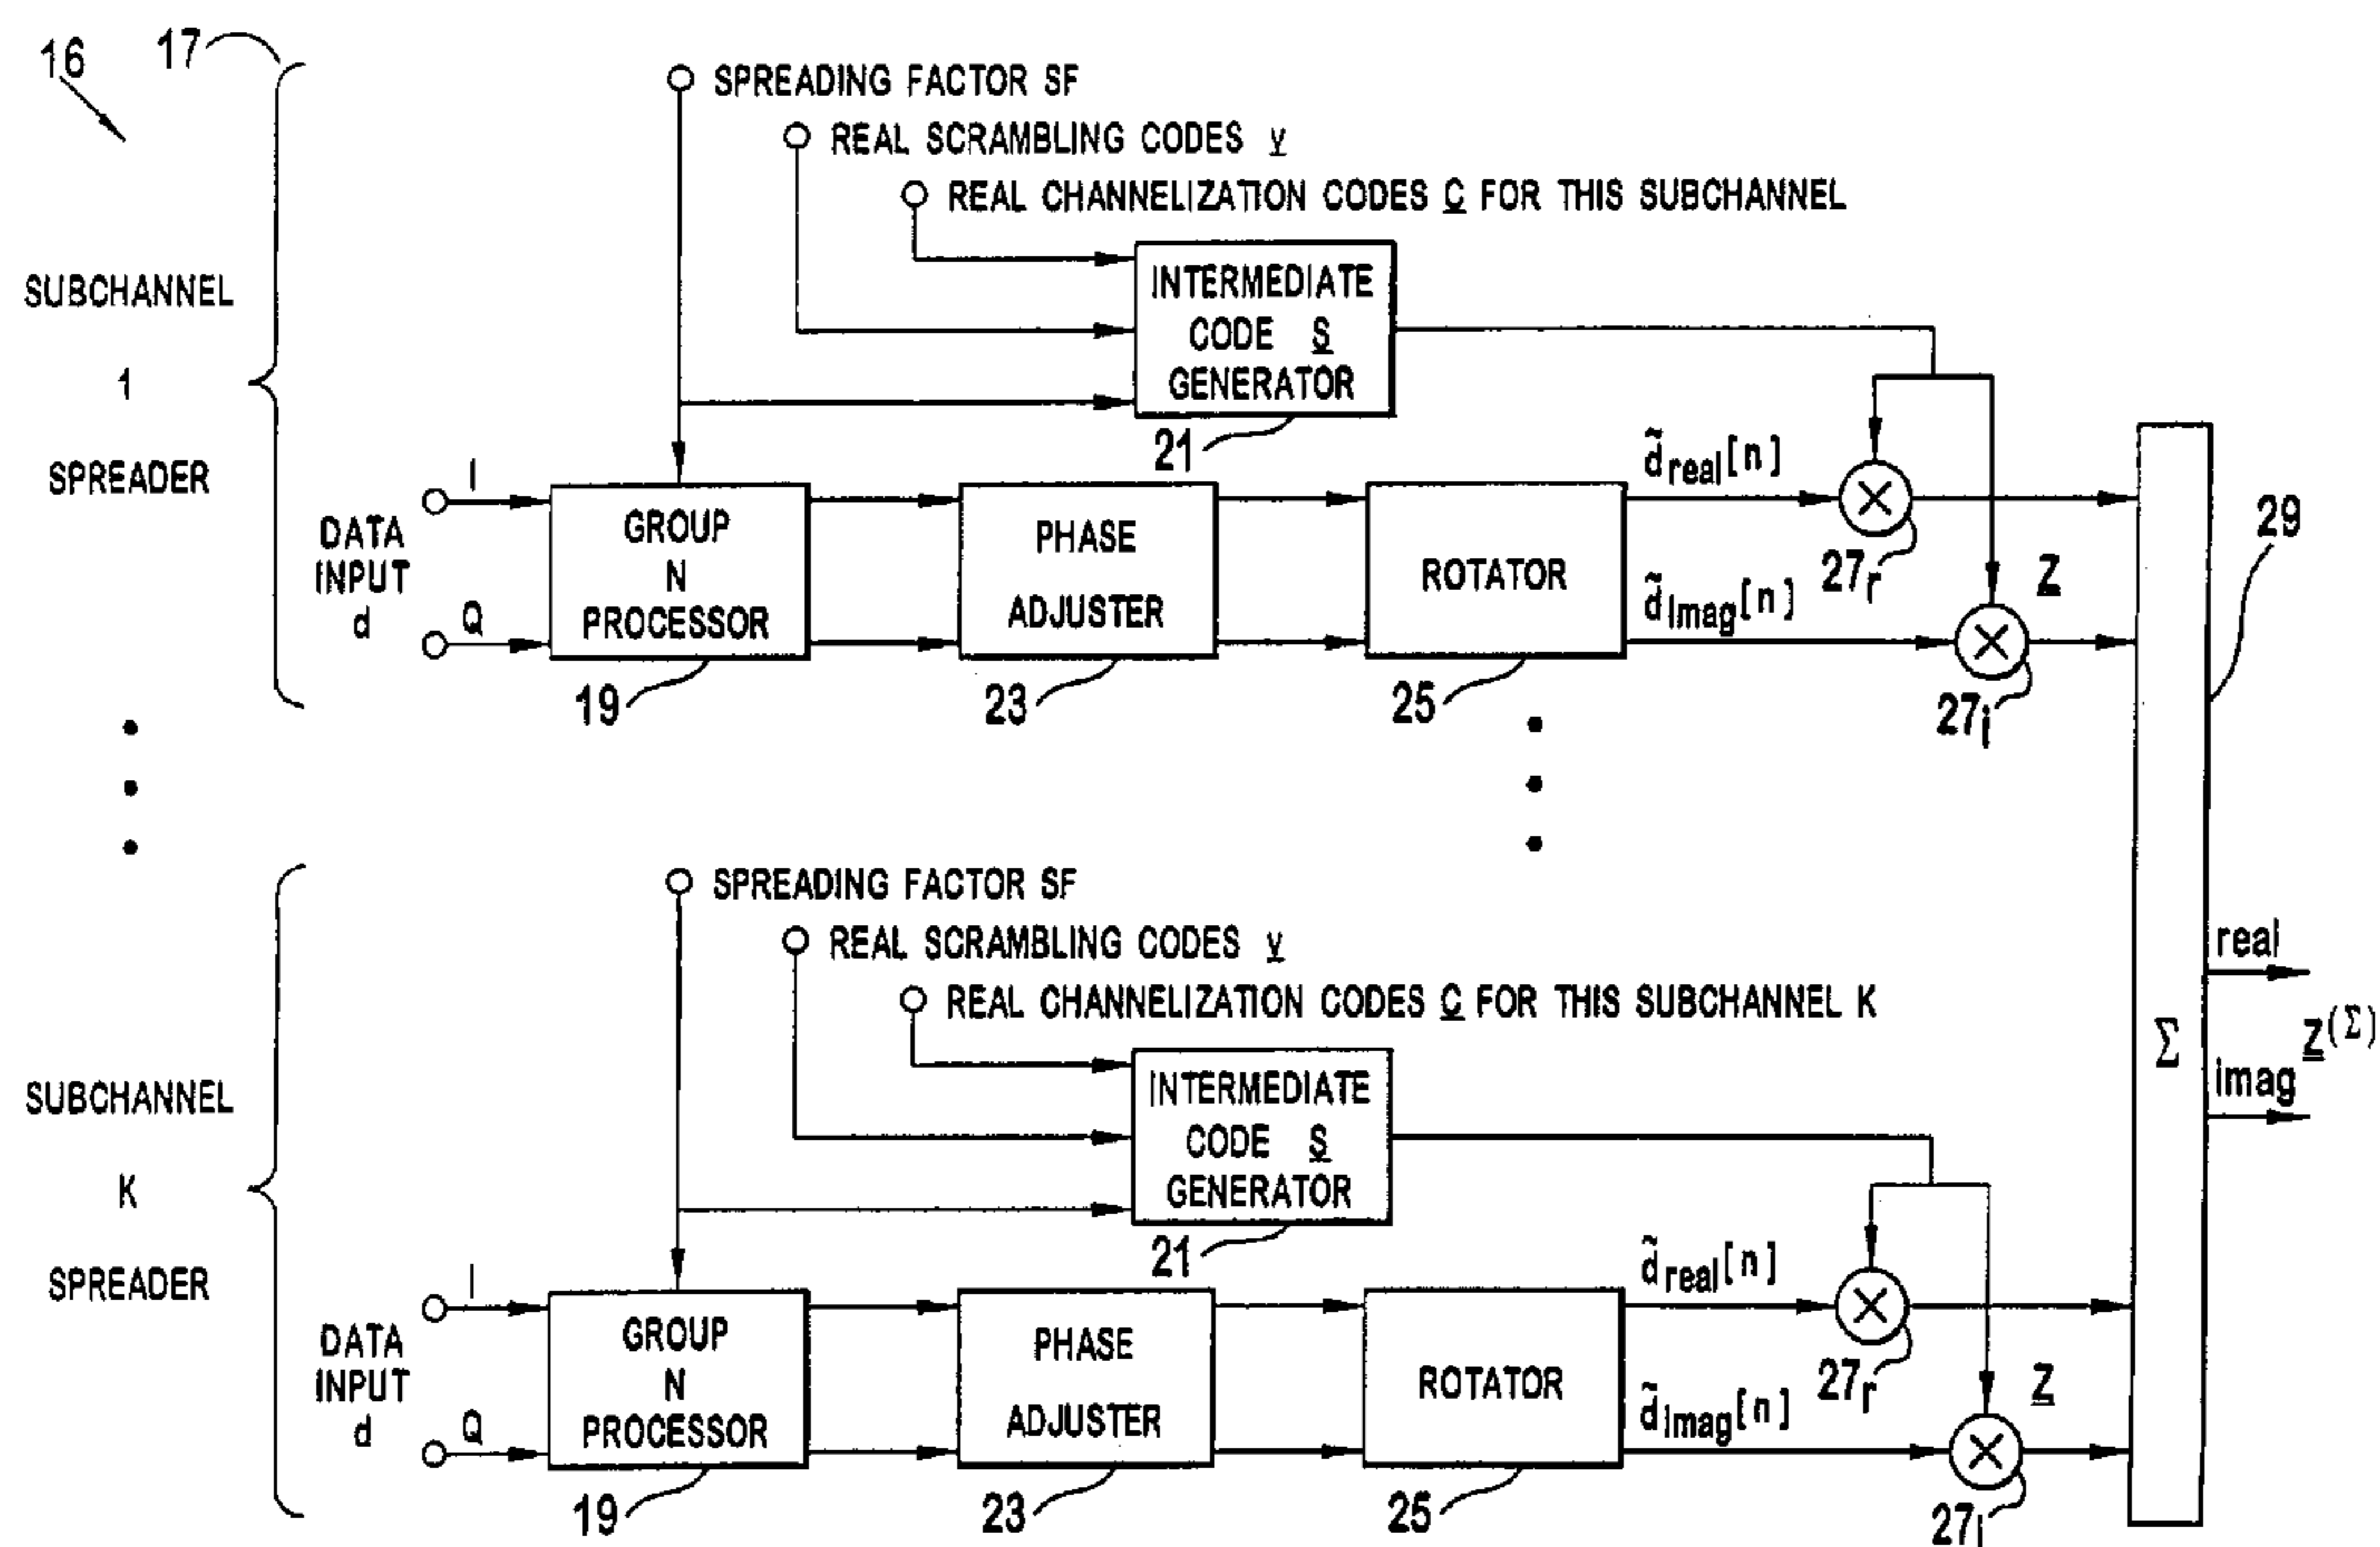 16
17
SPREADING FACTOR SF
REAL SCRAMBLING CODES v
REAL CHANNELIZATION CODES C FOR THIS SUBCHANNEL
SUBCHANNEL
1
SPREADER
INTERMEDIATE
CODE S
GENERATOR
21
DATA
INPUT
d
I
Q
GROUP
N
PROCESSOR
19
PHASE
ADJUSTER
23
ROTATOR
25
d̃real[n]
d̃imag[n]
27r
27i
Z
29
SPREADING FACTOR SF
REAL SCRAMBLING CODES v
REAL CHANNELIZATION CODES C FOR THIS SUBCHANNEL K
SUBCHANNEL
K
SPREADER
INTERMEDIATE
CODE S
GENERATOR
21
DATA
INPUT
d
I
Q
GROUP
N
PROCESSOR
19
PHASE
ADJUSTER
23
ROTATOR
25
d̃real[n]
d̃imag[n]
27r
27i
Z
Σ
real
Z(Σ)
imag